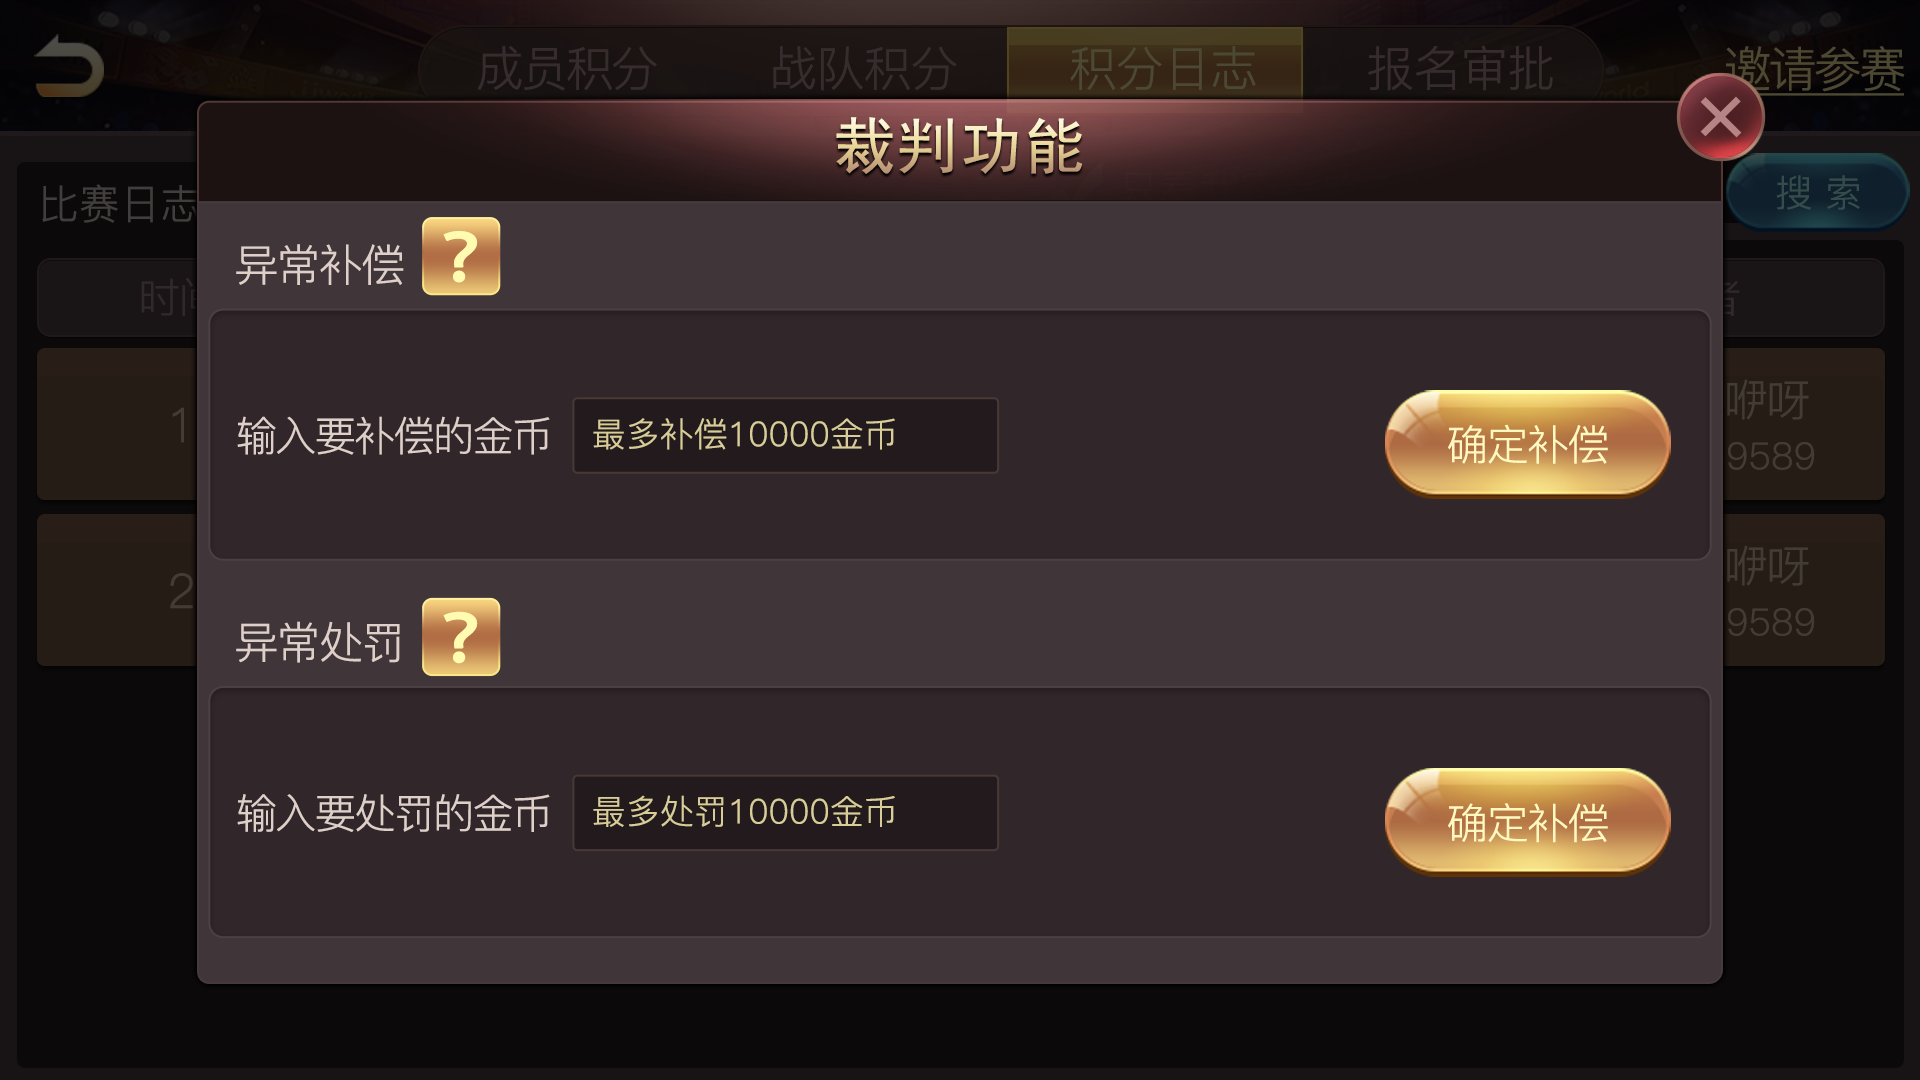 成员积分
战队积分
积分日志
报名审批
邀请参赛
裁判功能
比赛日志
搜 索
异常补偿 ?
时间
者
输入要补偿的金币
最多补偿10000金币
确定补偿
1
咿呀
9589
异常处罚 ?
2
咿呀
9589
输入要处罚的金币
最多处罚10000金币
确定补偿